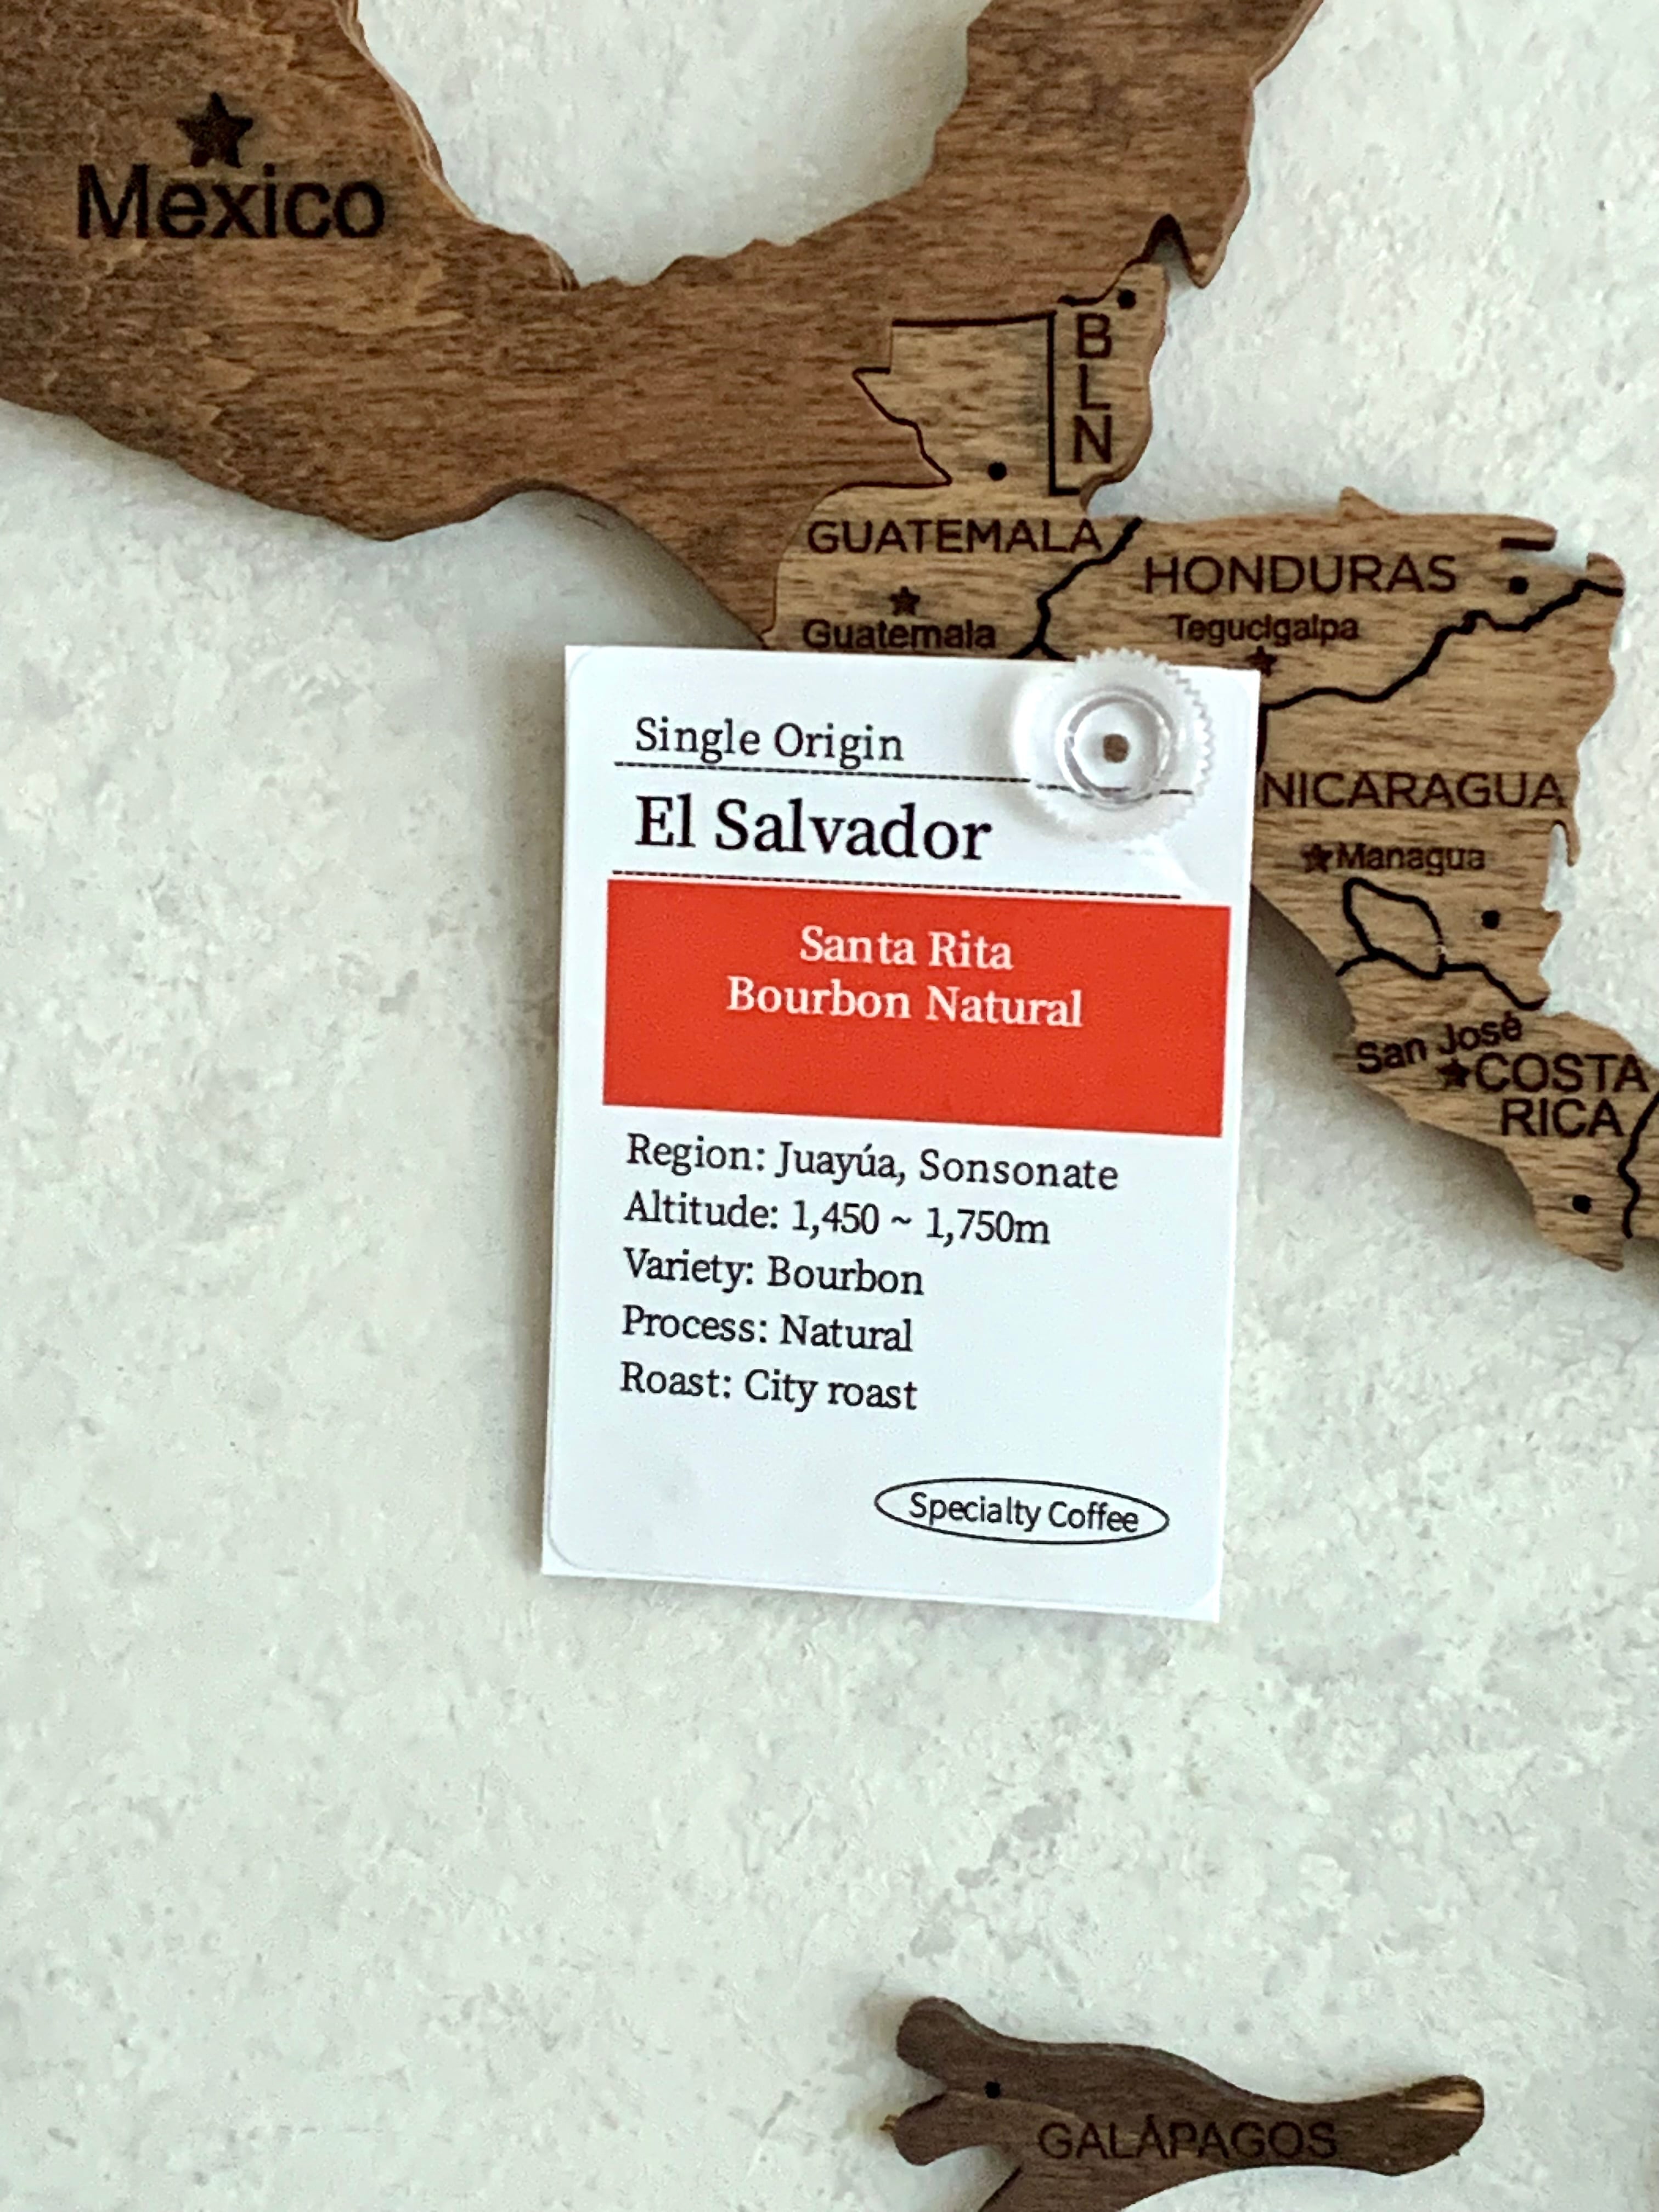 Mexico
B
L
N
GUATEMALA
Guatemala
HONDURAS
Tegucigalpa
NICARAGUA
Managua
San José
COSTA
RICA
Single Origin
El Salvador
Santa Rita
Bourbon Natural
Region: Juayúa, Sonsonate
Altitude: 1,450 ~ 1,750m
Variety: Bourbon
Process: Natural
Roast: City roast
Specialty Coffee
GALÁPAGOS